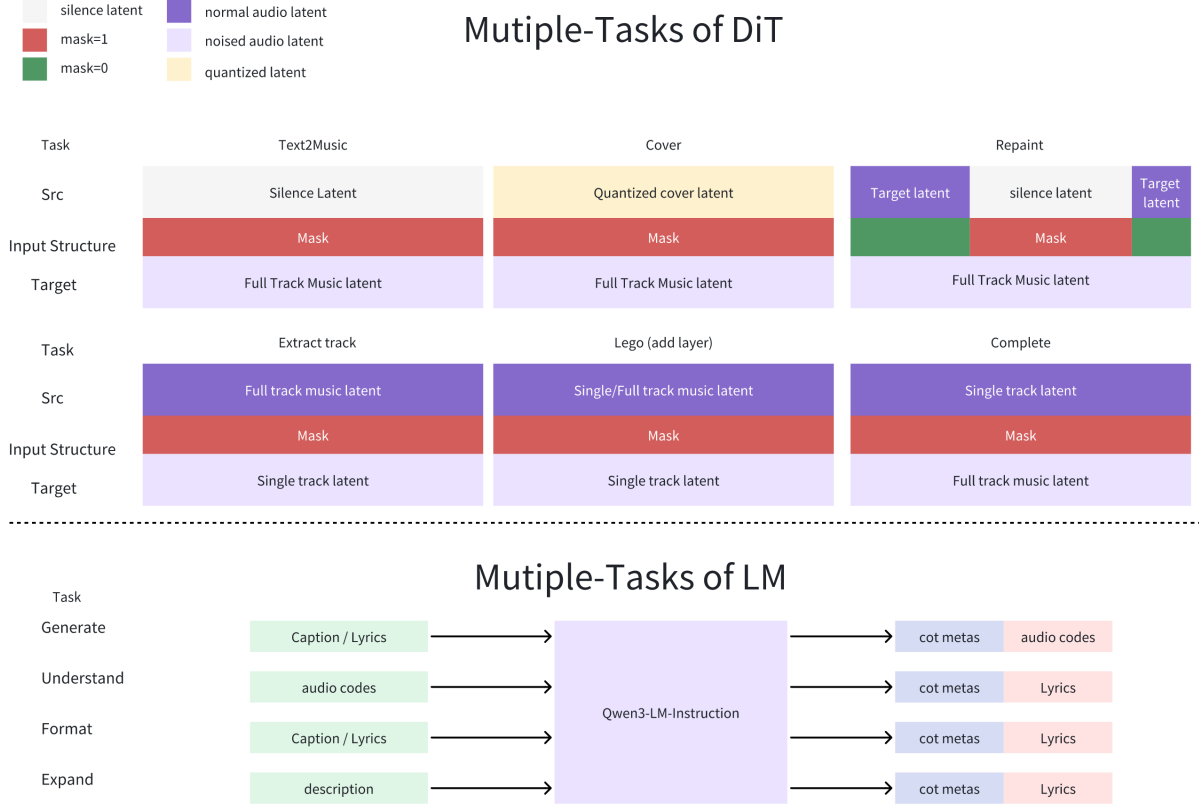 silence latent
normal audio latent
mask=1
noised audio latent
mask=0
quantized latent
Mutiple-Tasks of DiT
Task
Text2Music
Cover
Repaint
Src
Silence Latent
Quantized cover latent
Target latent
silence latent
Target
latent
Input Structure
Mask
Mask
Mask
Target
Full Track Music latent
Full Track Music latent
Full Track Music latent
Task
Extract track
Lego (add layer)
Complete
Src
Full track music latent
Single/Full track music latent
Single track latent
Input Structure
Mask
Mask
Mask
Target
Single track latent
Single track latent
Full track music latent
Mutiple-Tasks of LM
Task
Generate
Caption / Lyrics
cot metas
audio codes
Understand
audio codes
cot metas
Lyrics
Qwen3-LM-Instruction
Format
Caption / Lyrics
cot metas
Lyrics
Expand
description
cot metas
Lyrics